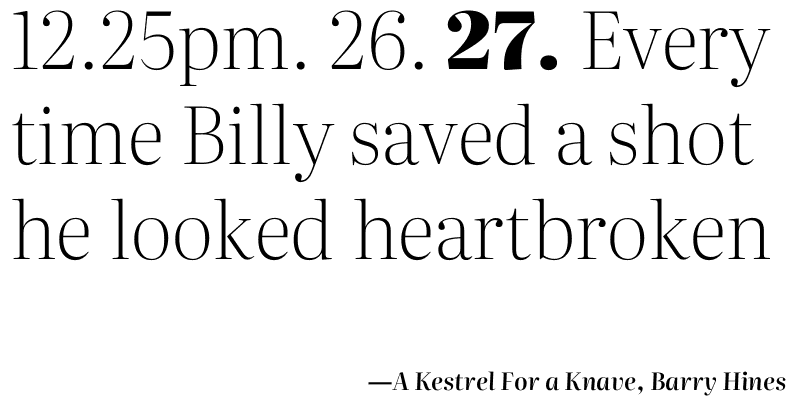 12.25pm. 26. 27. Every
time Billy saved a shot
he looked heartbroken
—A Kestrel For a Knave, Barry Hines